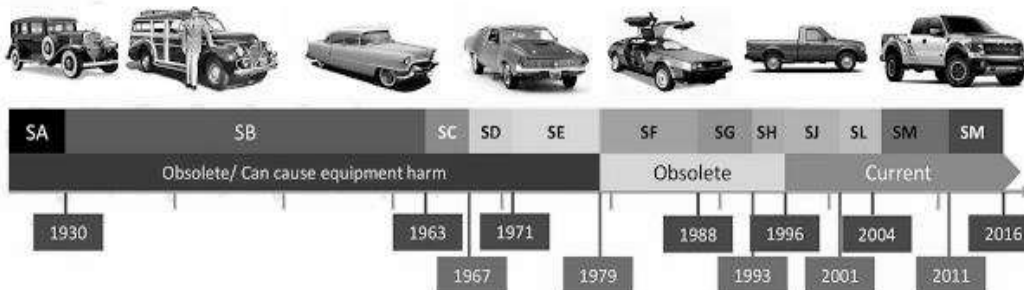 SA SB SC SD SE SF SG SH SJ SL SM SM
Obsolete/ Can cause equipment harm Obsolete Current
1930 1963 1971 1988 1996 2004 2016
1967 1979 1993 2001 2011